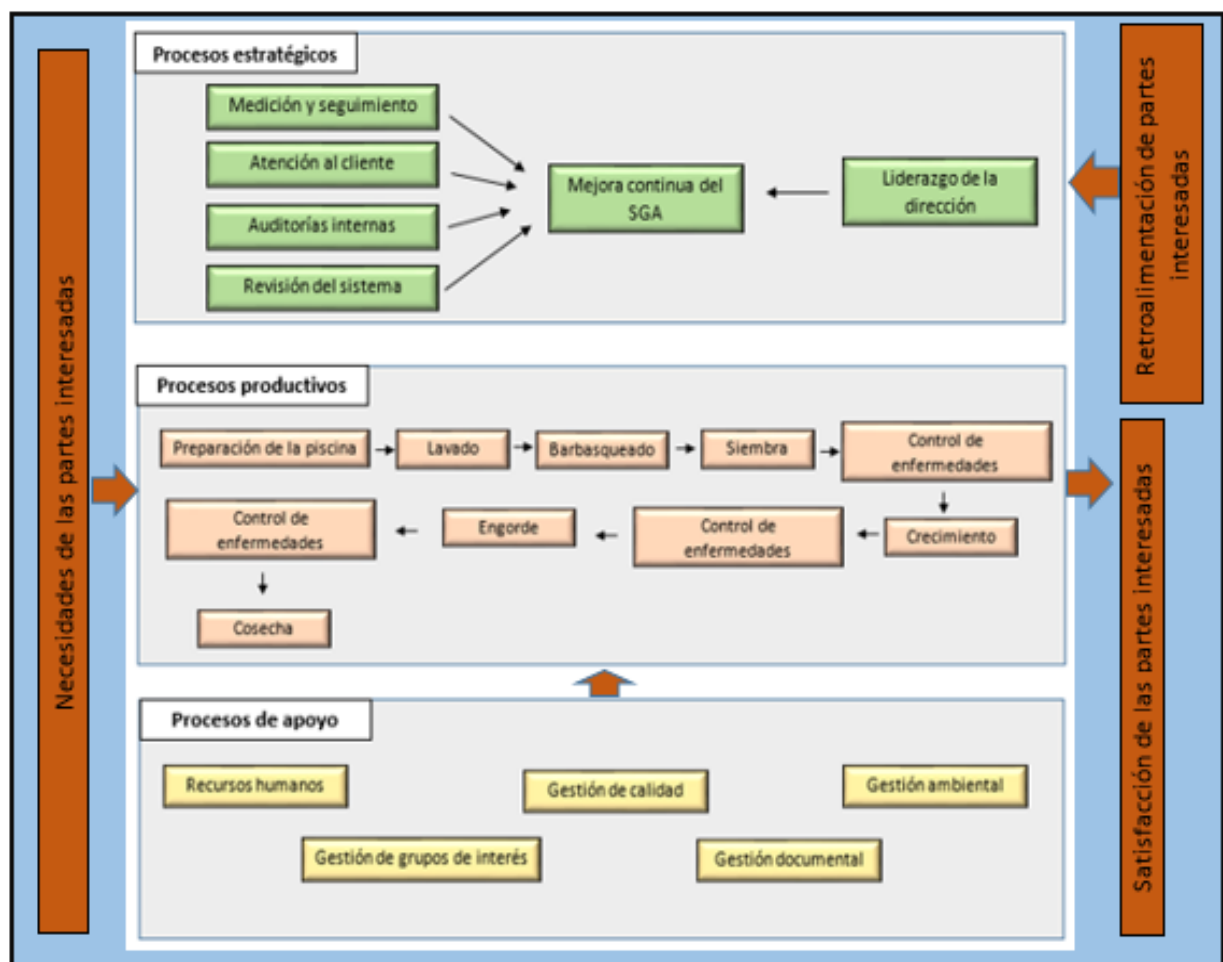 Necesidades de las partes interesadas
Procesos estratégicos
Medición y seguimiento
Atención al cliente
Auditorías internas
Revisión del sistema
Mejora continua del
SGA
Liderazgo de la
dirección
Retroalimentación de partes
interesadas
Procesos productivos
Preparación de la piscina
Lavado
Barbasqueado
Siembra
Control de
enfermedades
Crecimiento
Control de
enfermedades
Engorde
Control de
enfermedades
Cosecha
Satisfacción de las partes interesadas
Procesos de apoyo
Recursos humanos
Gestión de calidad
Gestión ambiental
Gestión de grupos de interés
Gestión documental